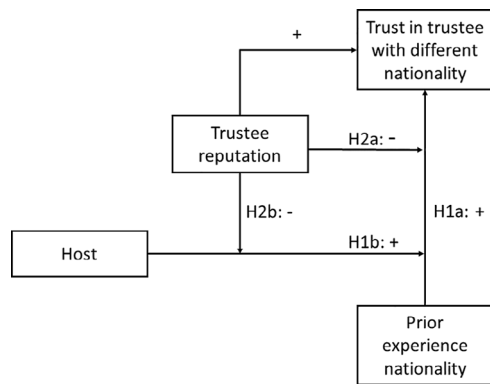 +
Trust in trustee
with different
nationality
Trustee
reputation
H2a: -
H2b: -
H1a: +
Host
H1b: +
Prior
experience
nationality